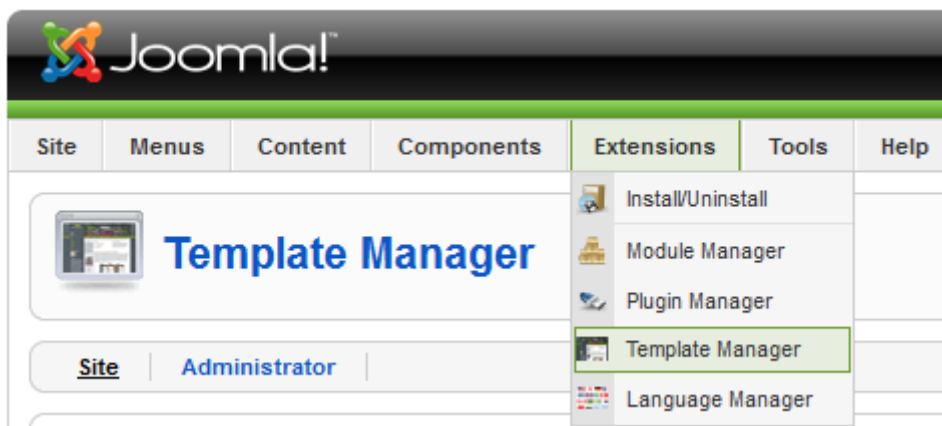 Joomla!™
Site Menus Content Components Extensions Tools Help
Install/Uninstall
Template Manager
Module Manager
Plugin Manager
Template Manager
Site Administrator
Language Manager